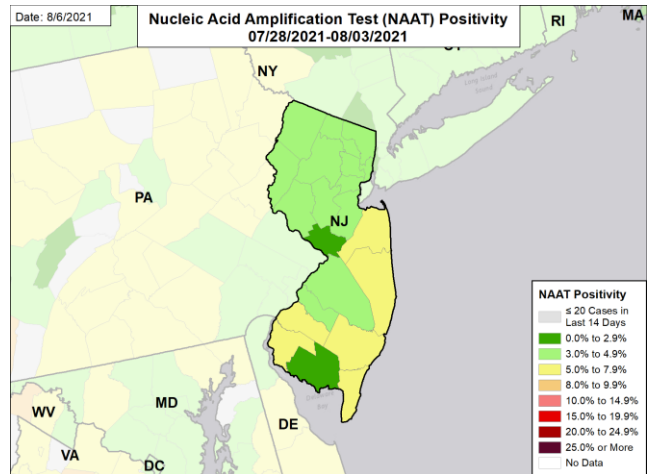 Date: 8/6/2021
Nucleic Acid Amplification Test (NAAT) Positivity
07/28/2021-08/03/2021
RI
MA
NY
Long Island
Sound
PA
NJ
NAAT Positivity
≤ 20 Cases in
Last 14 Days
0.0% to 2.9%
3.0% to 4.9%
5.0% to 7.9%
8.0% to 9.9%
10.0% to 14.9%
15.0% to 19.9%
20.0% to 24.9%
25.0% or More
No Data
MD
DE
WV
VA
DC